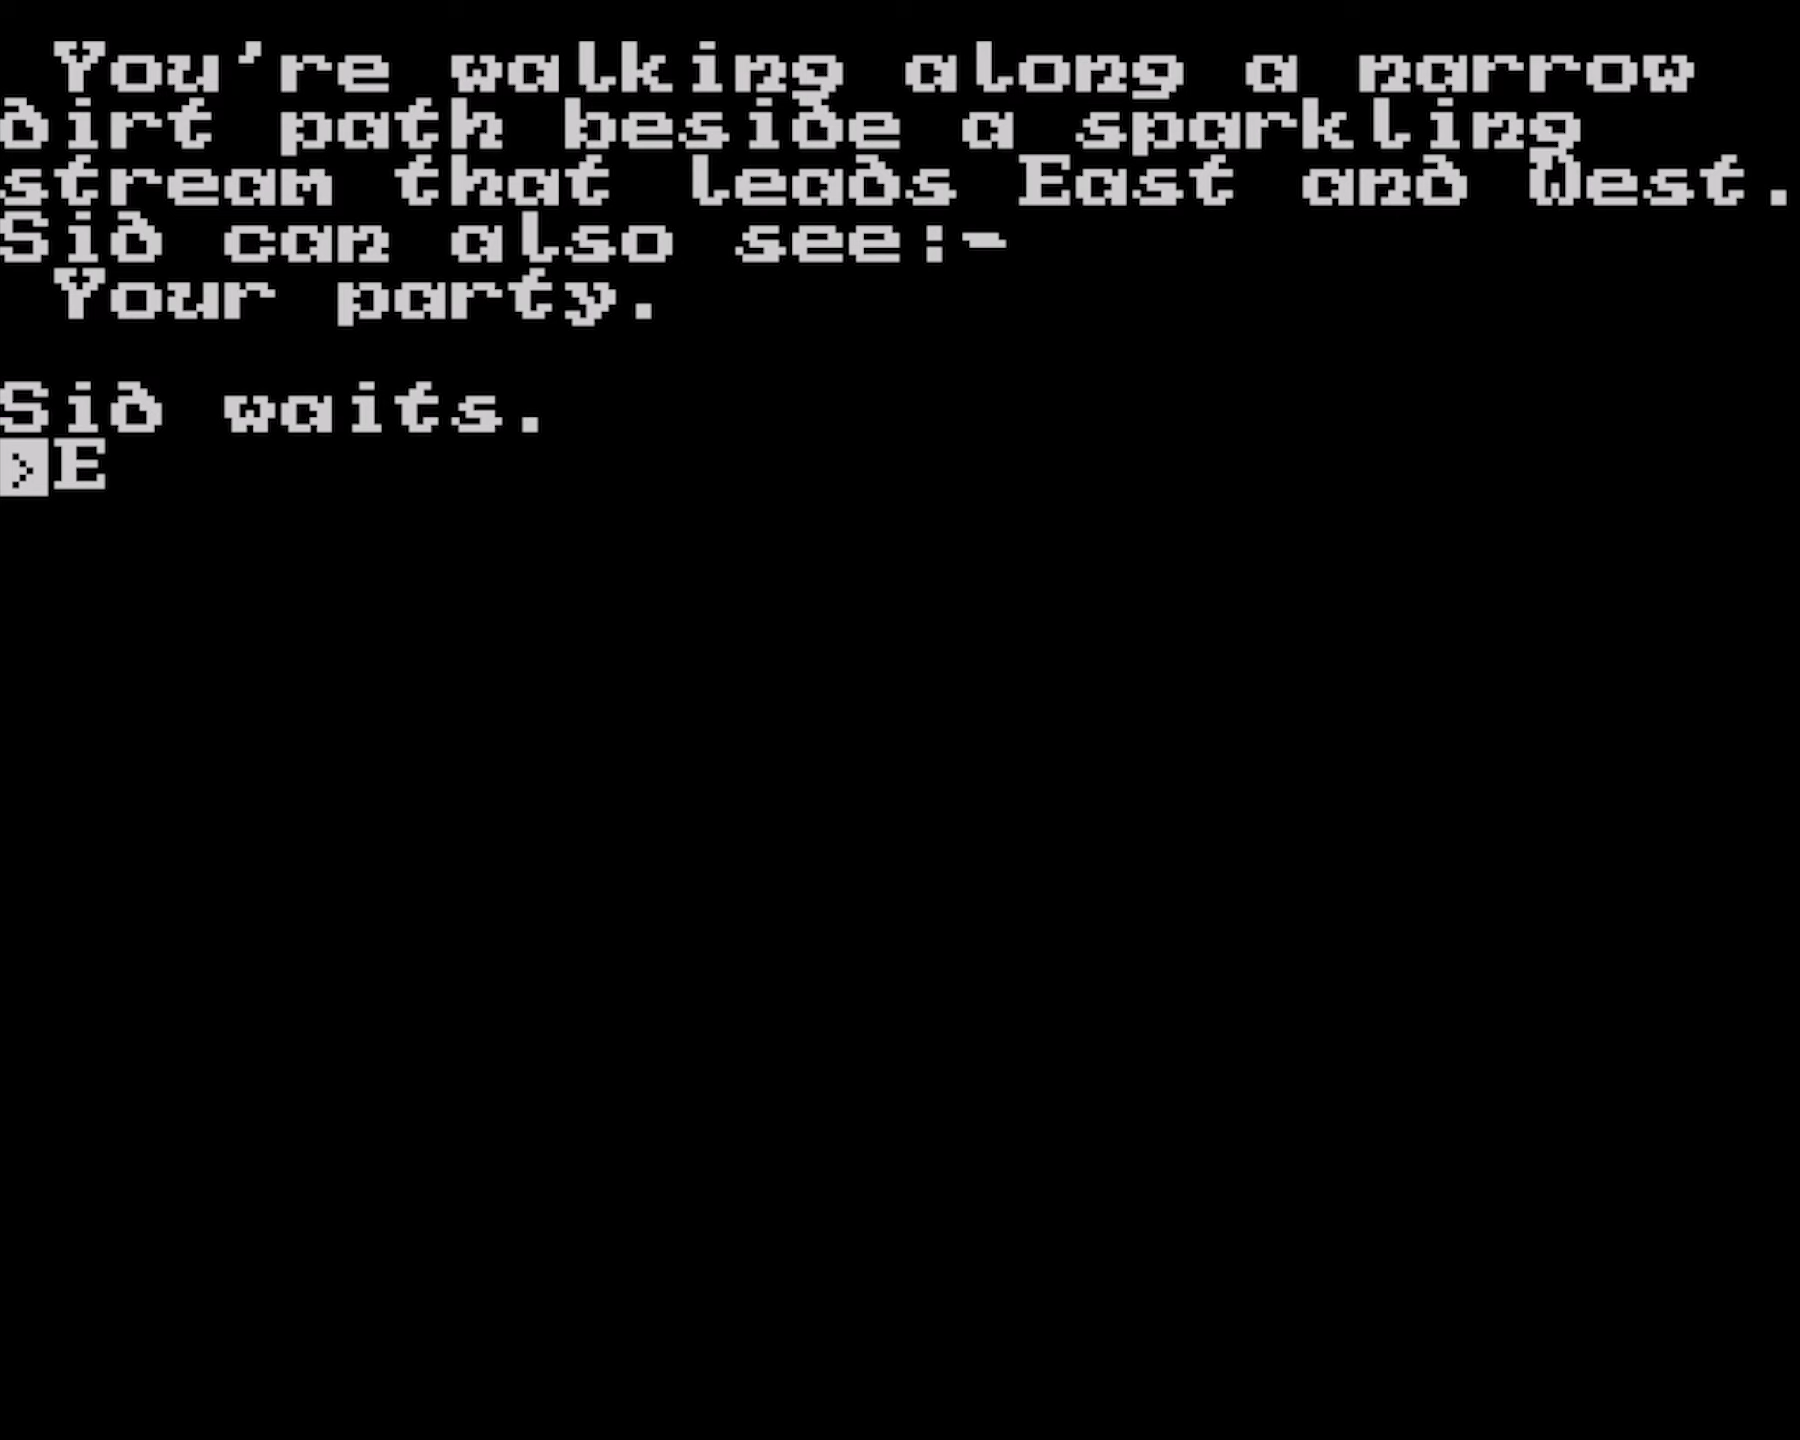 You're walking along a narrow
dirt path beside a sparkling
stream that leads East and West.
Sid can also see:-
Your party.
Sid waits.
>E